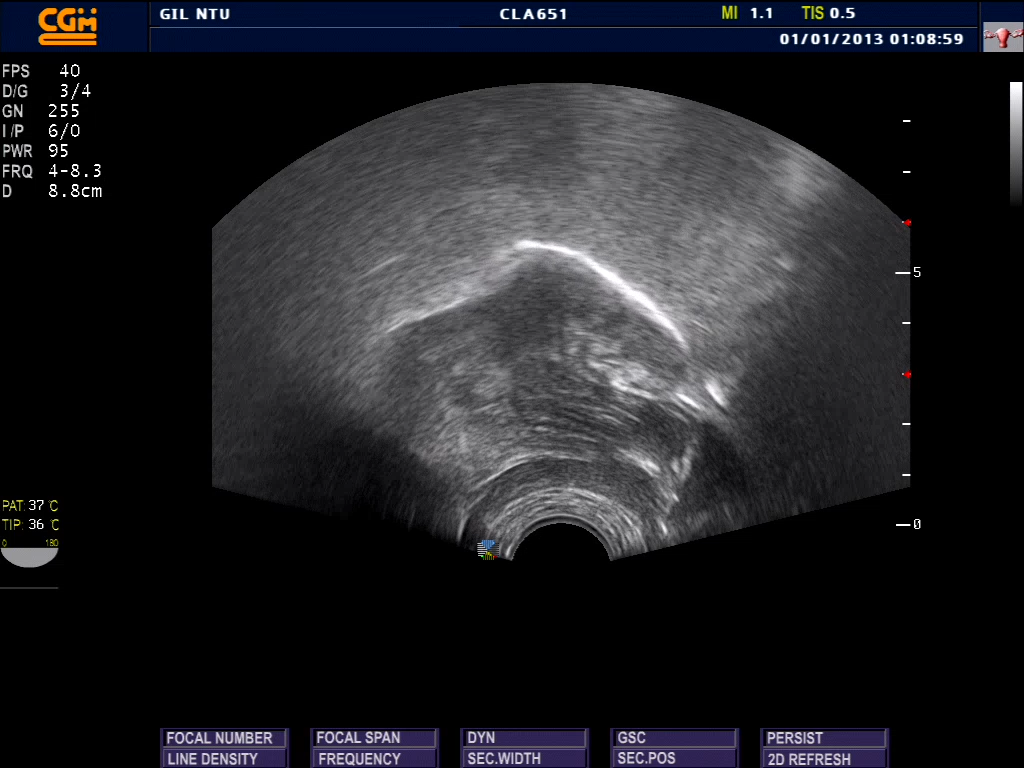 CGM
GIL NTU CLA651 MI 1.1 TIS 0.5
01/01/2013 01:08:59
FPS 40
D/G 3/4
GN 255
I/P 6/0
PWR 95
FRQ 4-8.3
D 8.8cm
5
PAT: 37 °C
TIP: 36 °C
0 180
0
FOCAL NUMBER FOCAL SPAN DYN GSC PERSIST
LINE DENSITY FREQUENCY SEC.WIDTH SEC.POS 2D REFRESH